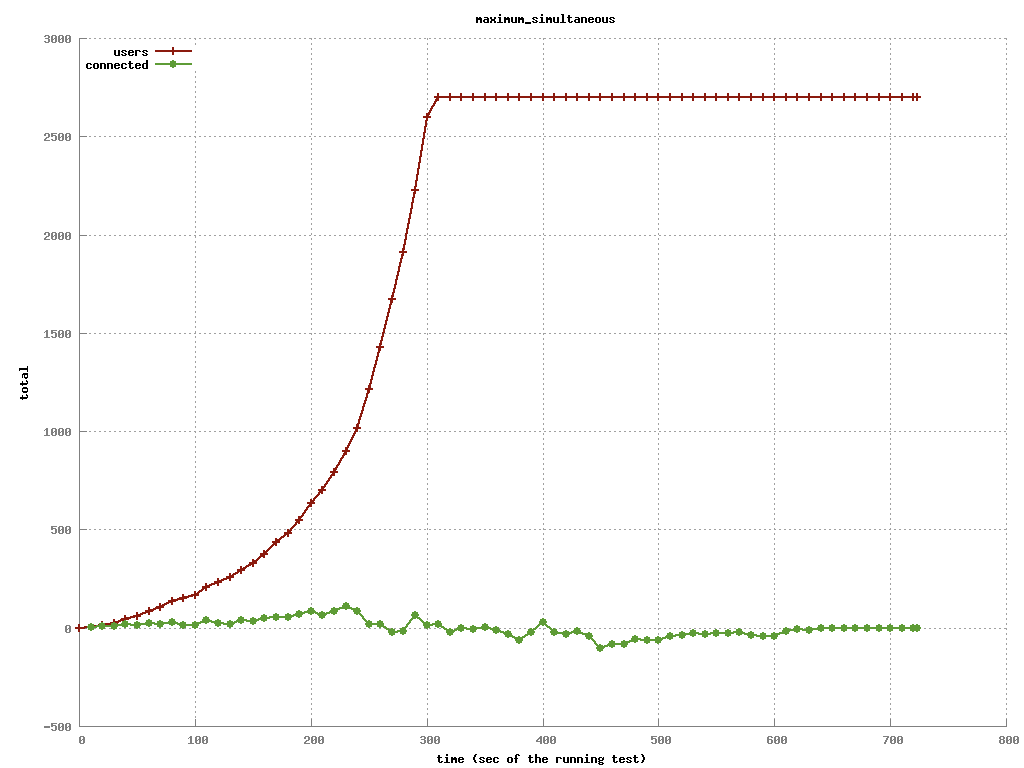 maximum_simultaneous
users
connected
3000
2500
2000
1500
1000
500
0
-500
total
0 100 200 300 400 500 600 700 800
time (sec of the running test)